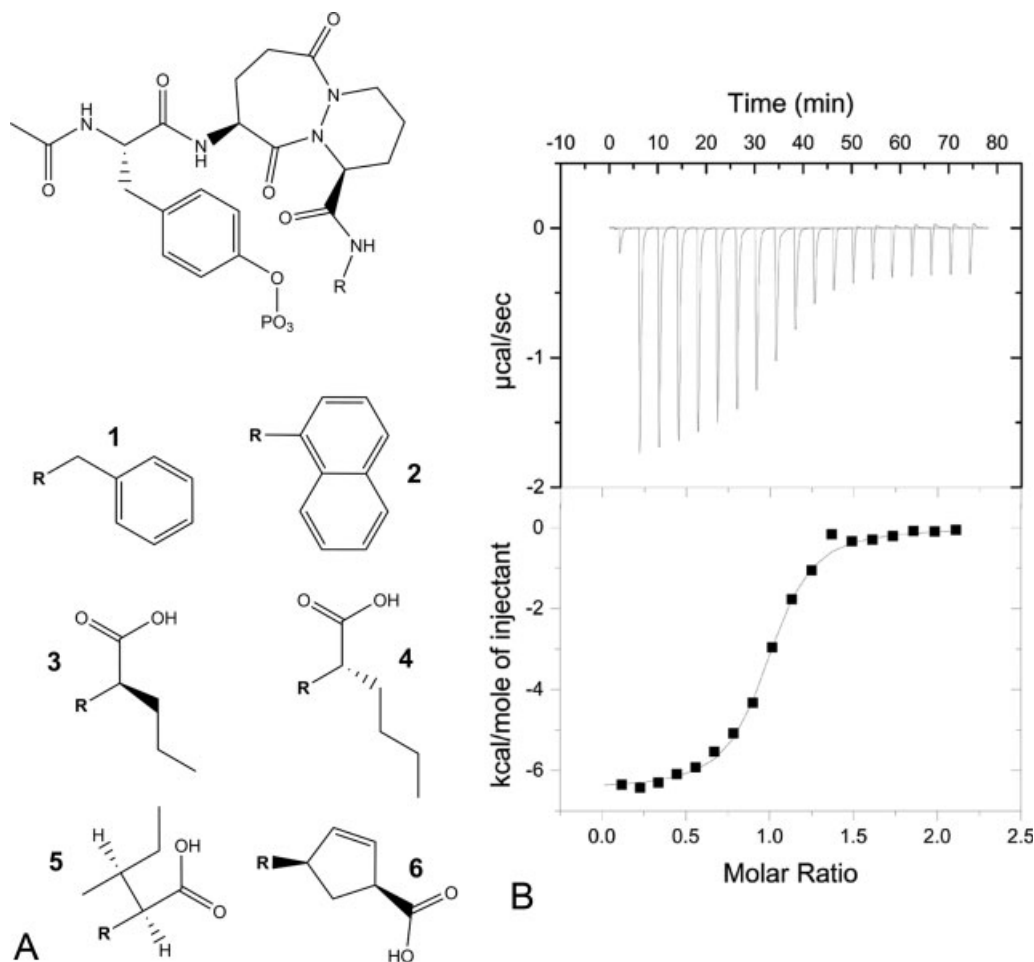 O
O
O
H
N
N
H
N
N
O
O
O
NH
R
O
PO3
1
R
2
R
O
OH
3
R
O
OH
4
R
5
H
OH
O
R
H
6
R
O
HO
A
Time (min)
-10 0 10 20 30 40 50 60 70 80
0
-1
-2
µcal/sec
0
-2
-4
-6
kcal/mole of injectant
0.0 0.5 1.0 1.5 2.0 2.5
Molar Ratio
B